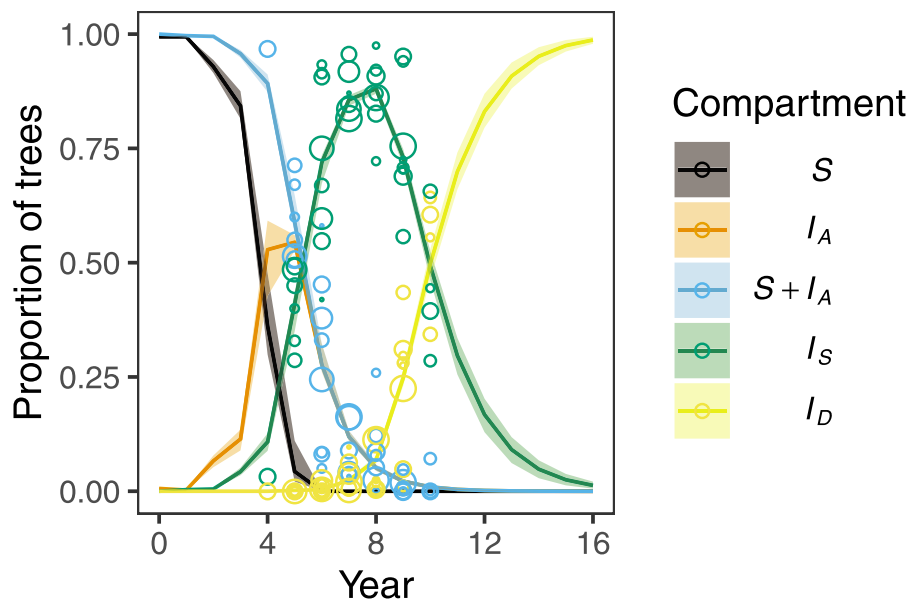 Proportion of trees
1.00
0.75
0.50
0.25
0.00
0 4 8 12 16
Year
Compartment
S
I_A
S + I_A
I_S
I_D